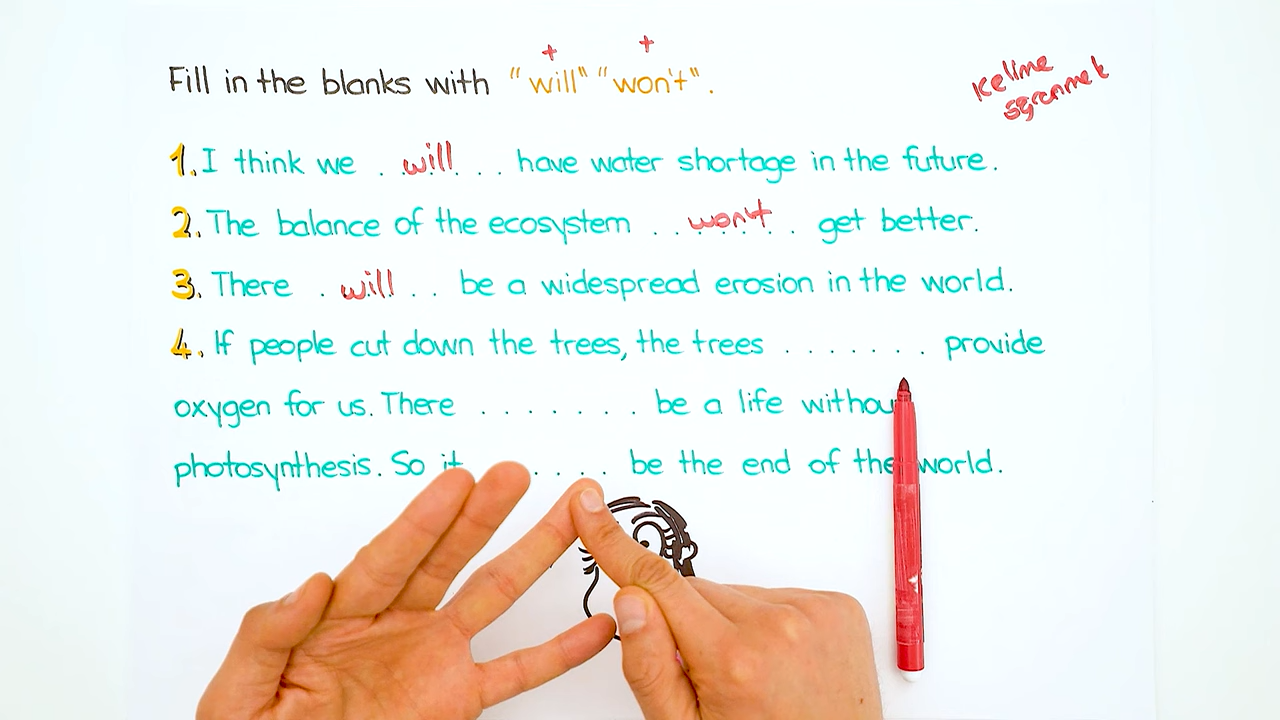 + +
Fill in the blanks with "will" "won't".
Kelime
ögrenmek
1. I think we . . will . . . have water shortage in the future.
2. The balance of the ecosystem . . won't . . get better.
3. There . will . . be a widespread erosion in the world.
4. If people cut down the trees, the trees . . . . . . . provide
oxygen for us. There . . . . . . . be a life withou
photosynthesis. So it . . . . be the end of the world.